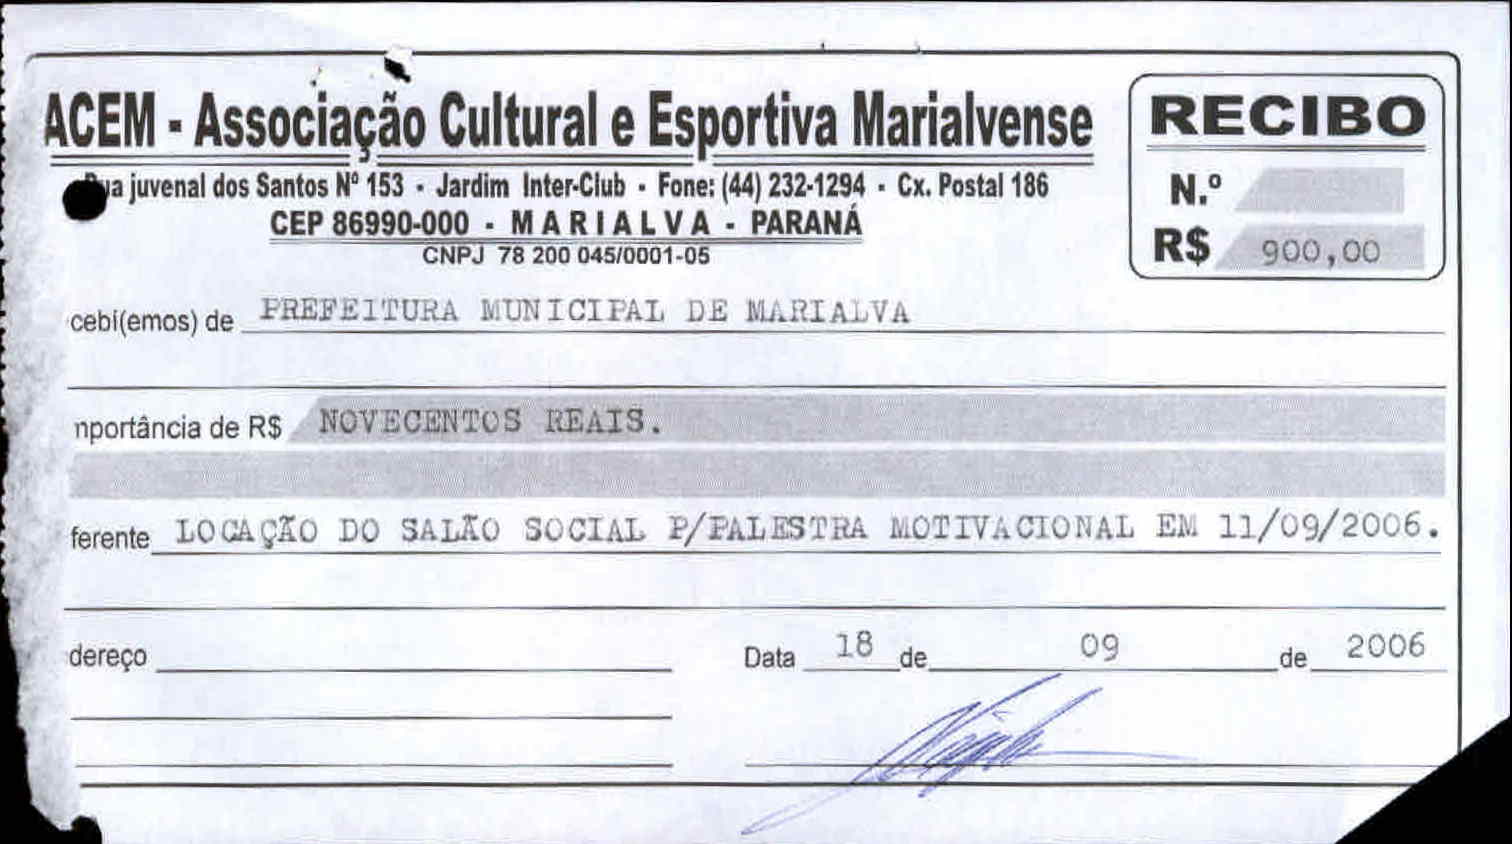 ACEM - Associação Cultural e Esportiva Marialvense
Rua juvenal dos Santos Nº 153 - Jardim Inter-Club - Fone: (44) 232-1294 - Cx. Postal 186
CEP 86990-000 - MARIALVA - PARANÁ
CNPJ 78 200 045/0001-05
RECIBO
N.º
R$ 900,00
cebi(emos) de PREFEITURA MUNICIPAL DE MARIALVA
mportância de R$ NOVECENTOS REAIS.
ferente LOCAÇÃO DO SALÃO SOCIAL P/PALESTRA MOTIVACIONAL EM 11/09/2006.
dereço
Data 18 de 09 de 2006